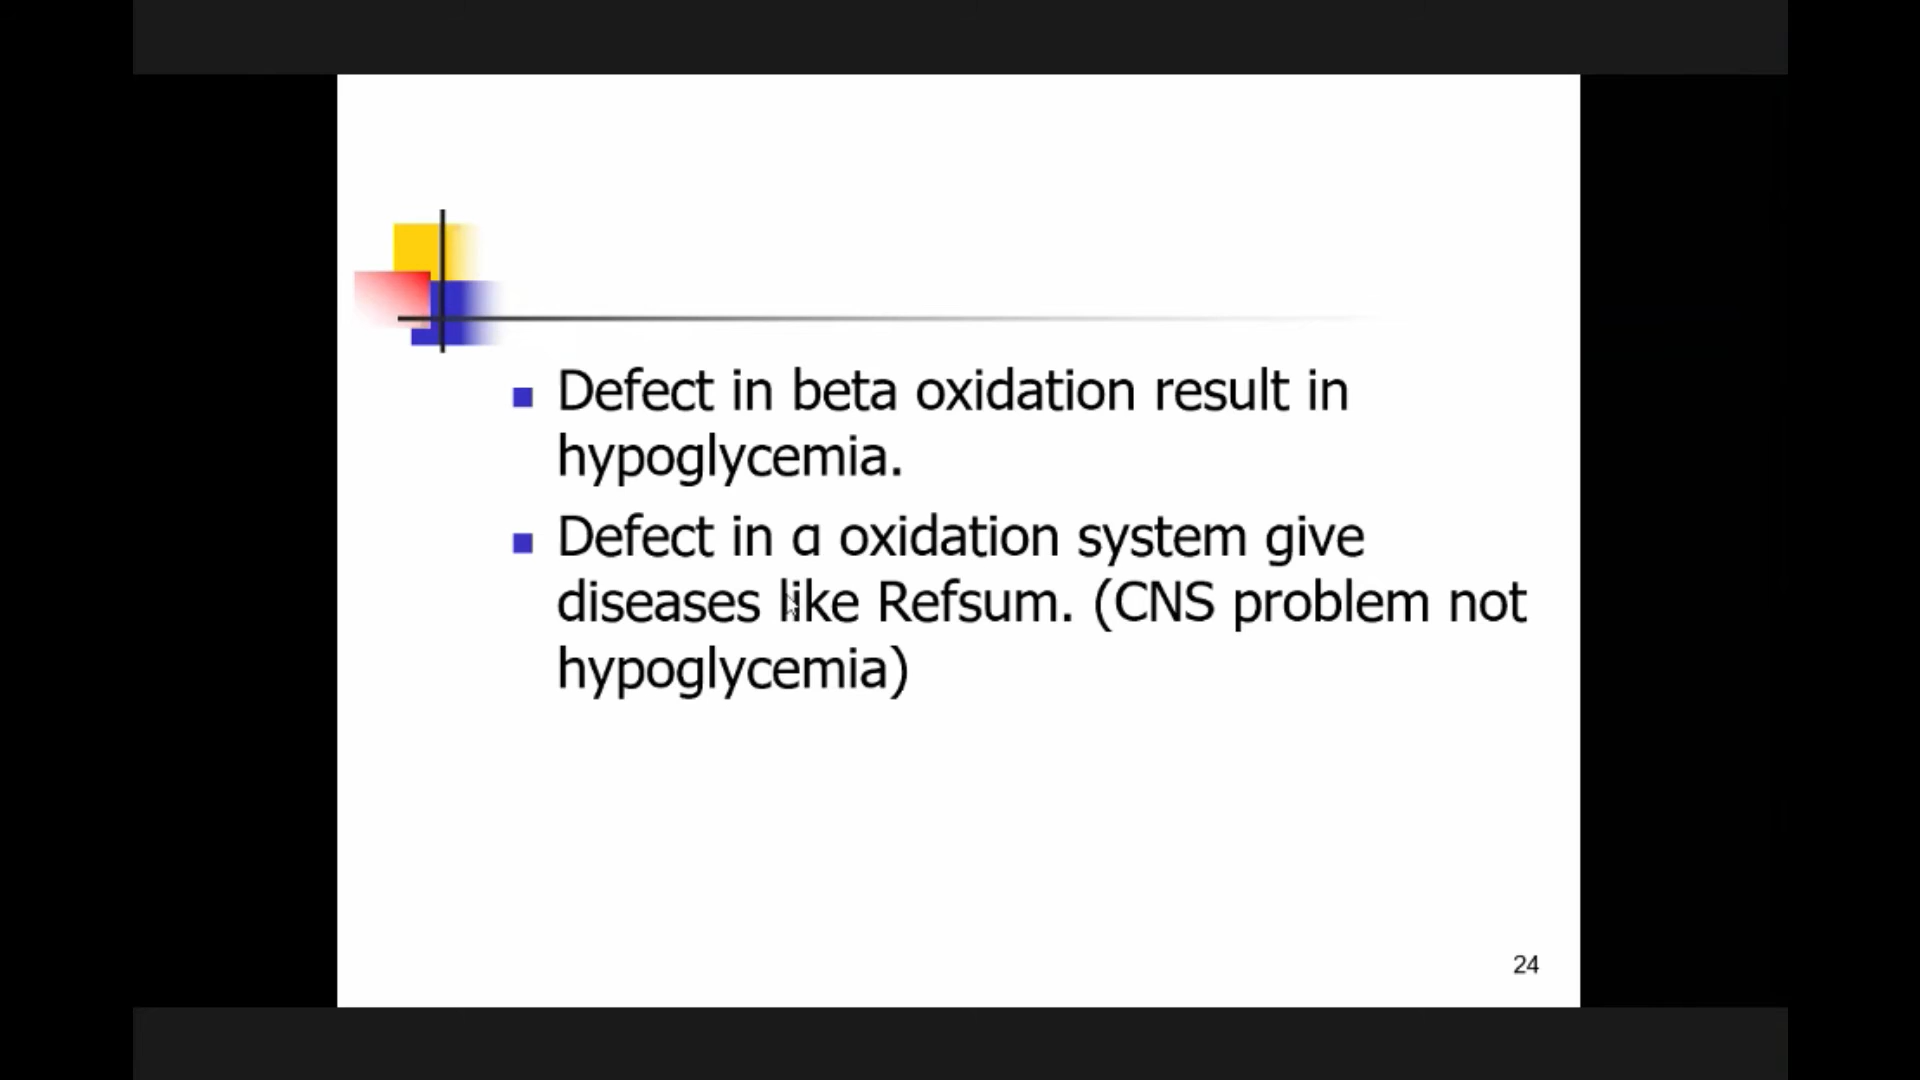 Defect in beta oxidation result in
hypoglycemia.
Defect in α oxidation system give
diseases like Refsum. (CNS problem not
hypoglycemia)
24